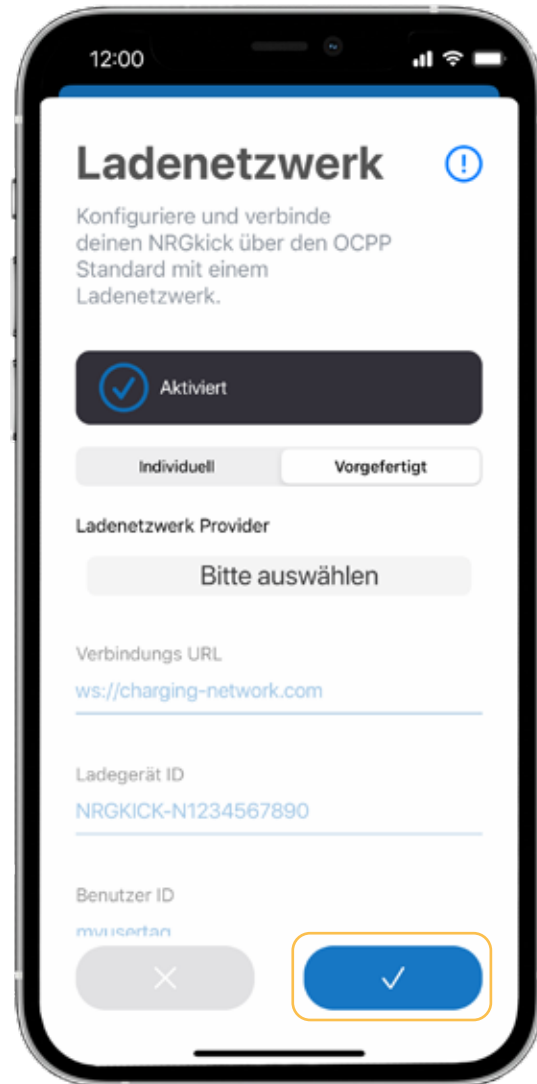 12:00
Ladenetzwerk
Konfiguriere und verbinde
deinen NRGkick über den OCPP
Standard mit einem
Ladenetzwerk.
Aktiviert
Individuell Vorgefertigt
Ladenetzwerk Provider
Bitte auswählen
Verbindungs URL
ws://charging-network.com
Ladegerät ID
NRGKICK-N1234567890
Benutzer ID
myusertag